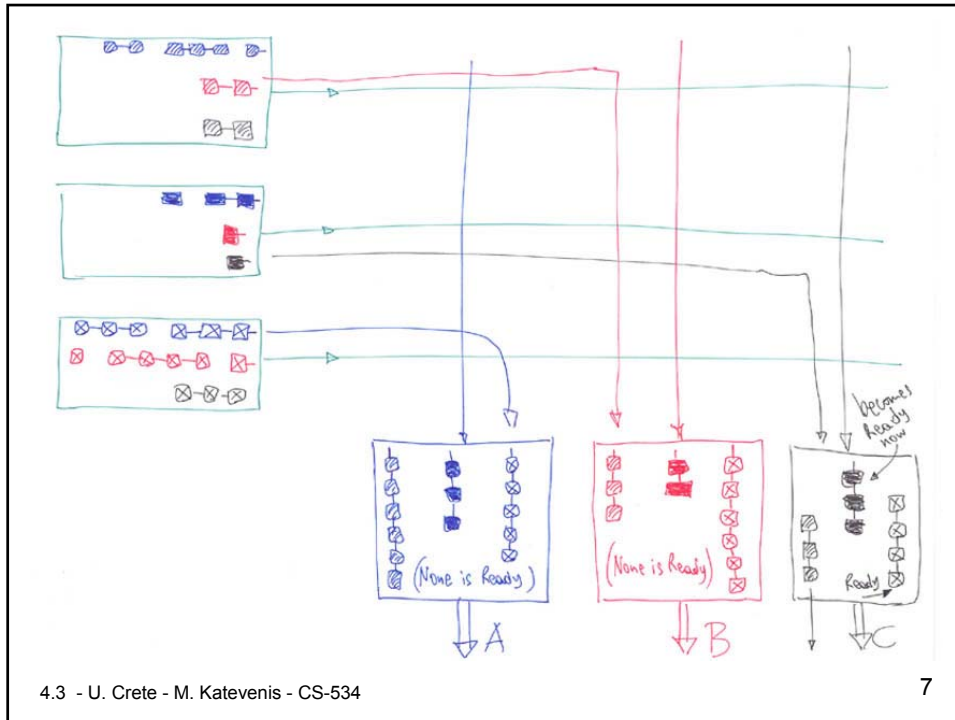 becomes
Ready
now
(None is Ready)
(None is Ready)
Ready
A
B
C
4.3 - U. Crete - M. Katevenis - CS-534
7